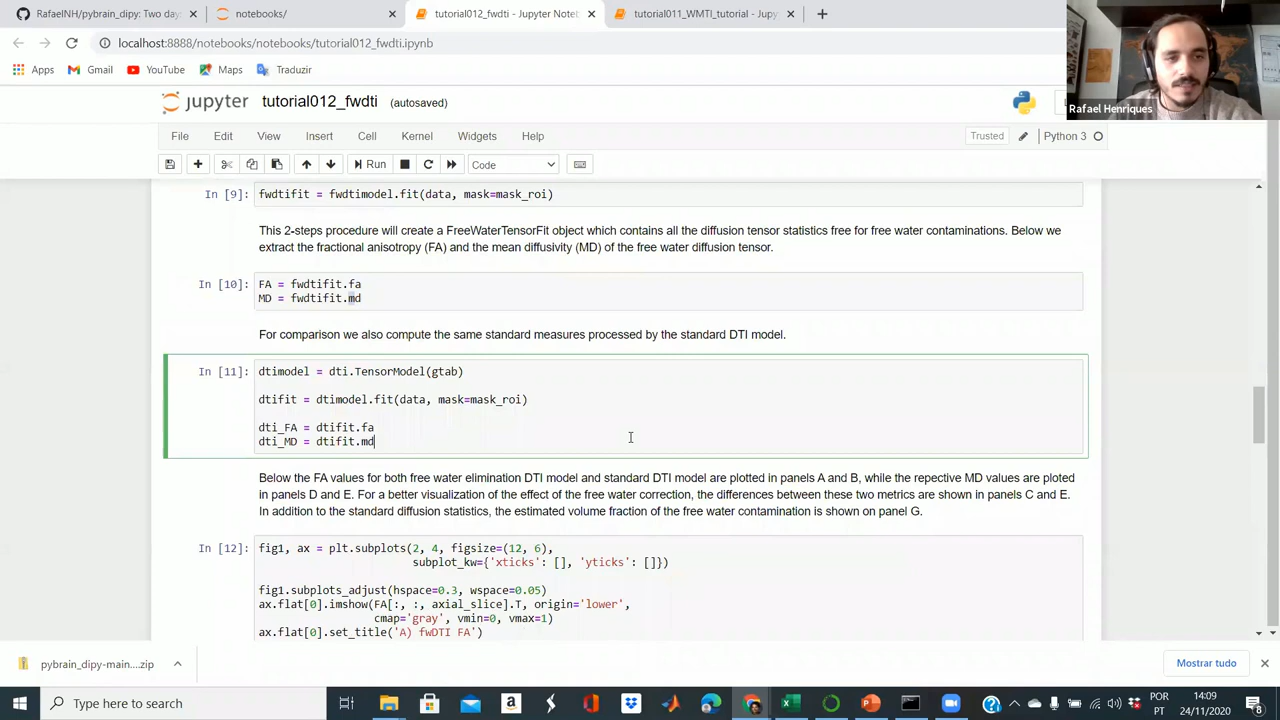 RafaelNH/pybrain_dipy: Two day
notebooks/
tutorial012_fwdti - Jupyter Noteb
tutorial011_WMTI_tutorial - Jupy
localhost:8888/notebooks/notebooks/tutorial012_fwdti.ipynb
Apps Gmail YouTube Maps Traduzir
Rafael Henriques
jupyter tutorial012_fwdti (autosaved)
File Edit View Insert Cell Kernel Widgets Help
Trusted Python 3
Run Code
In [9]: fwdtifit = fwdtimodel.fit(data, mask=mask_roi)
This 2-steps procedure will create a FreeWaterTensorFit object which contains all the diffusion tensor statistics free for free water contaminations. Below we
extract the fractional anisotropy (FA) and the mean diffusivity (MD) of the free water diffusion tensor.
In [10]: FA = fwdtifit.fa
MD = fwdtifit.md
For comparison we also compute the same standard measures processed by the standard DTI model.
In [11]: dtimodel = dti.TensorModel(gtab)
dtifit = dtimodel.fit(data, mask=mask_roi)
dti_FA = dtifit.fa
dti_MD = dtifit.md
Below the FA values for both free water elimination DTI model and standard DTI model are plotted in panels A and B, while the repective MD values are ploted
in panels D and E. For a better visualization of the effect of the free water correction, the differences between these two metrics are shown in panels C and E.
In addition to the standard diffusion statistics, the estimated volume fraction of the free water contamination is shown on panel G.
In [12]: fig1, ax = plt.subplots(2, 4, figsize=(12, 6),
subplot_kw={'xticks': [], 'yticks': []})
fig1.subplots_adjust(hspace=0.3, wspace=0.05)
ax.flat[0].imshow(FA[:, :, axial_slice].T, origin='lower',
cmap='gray', vmin=0, vmax=1)
ax.flat[0].set_title('A) fwDTI FA')
pybrain_dipy-main....zip
Mostrar tudo
Type here to search
POR
PT
14:09
24/11/2020
8